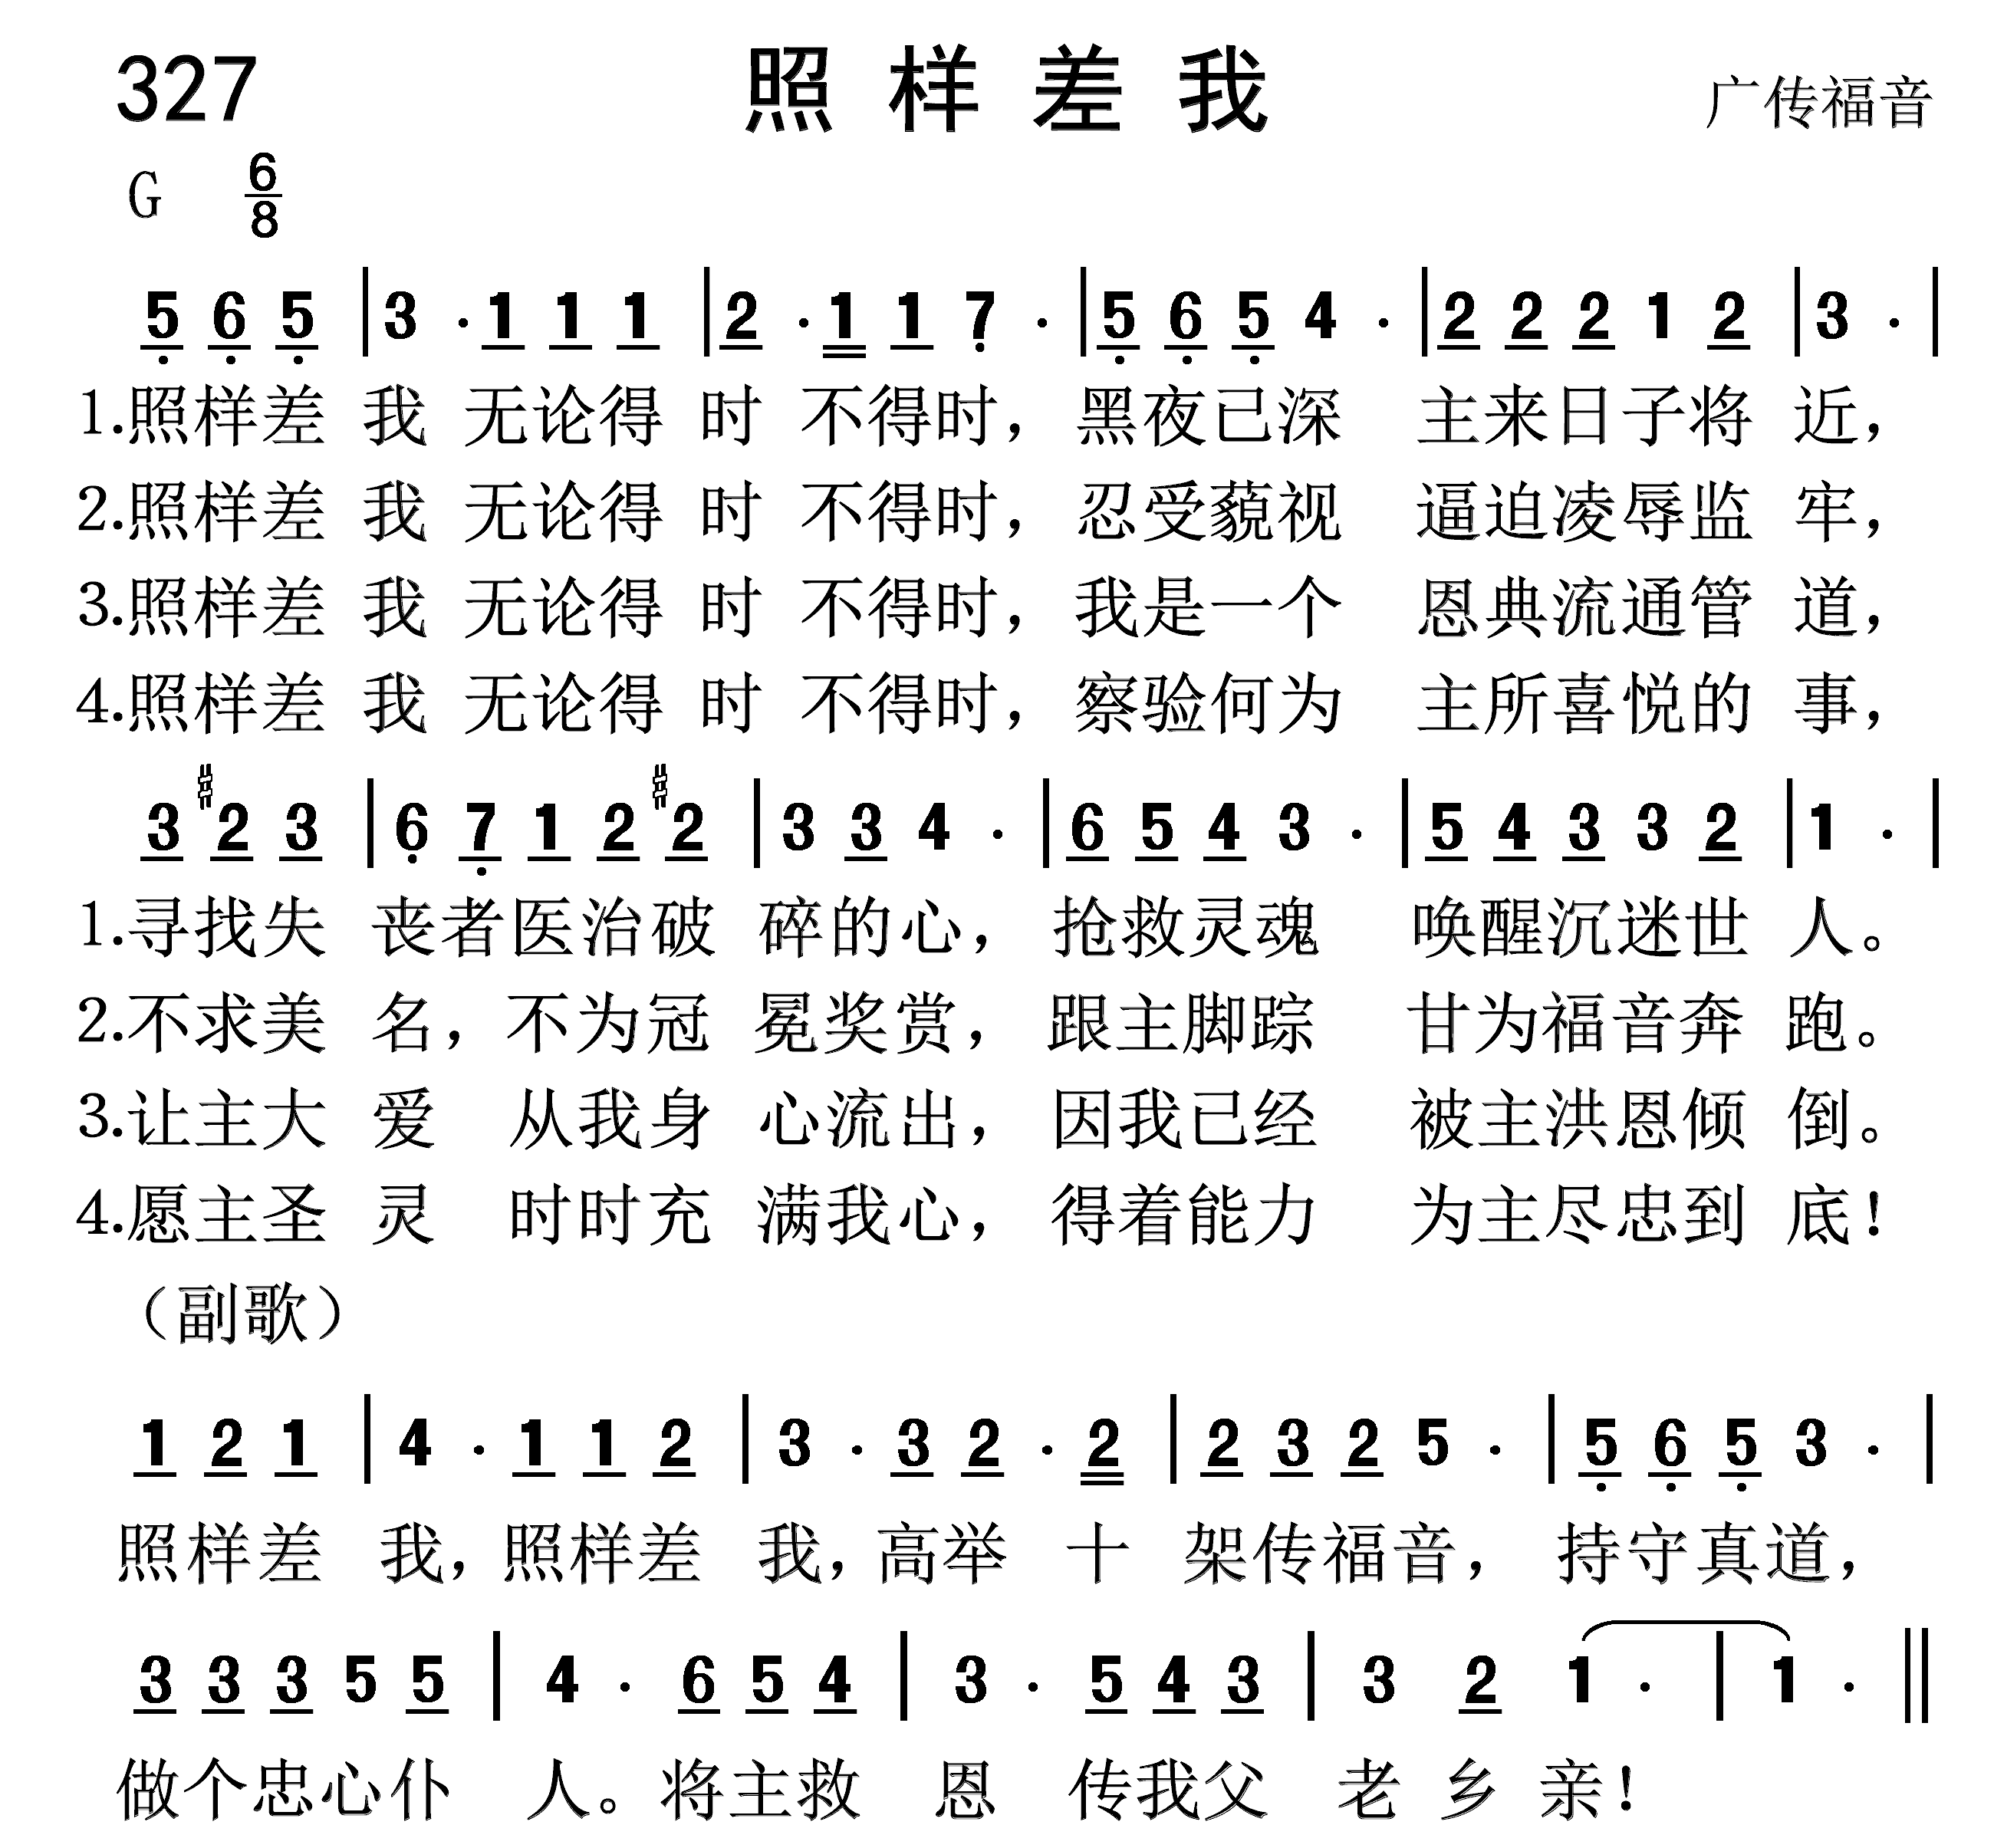 327 照样差我 广传福音
G 6/8
5 6 5 | 3 · 1 1 1 | 2 · 1 1 7 · | 5 6 5 4 · | 2 2 2 1 2 | 3 · |
1.照样差 我 无论得 时 不得时，黑夜已深 主来日子将 近，
2.照样差 我 无论得 时 不得时，忍受藐视 逼迫凌辱监 牢，
3.照样差 我 无论得 时 不得时，我是一个 恩典流通管 道，
4.照样差 我 无论得 时 不得时，察验何为 主所喜悦的 事，
3 #2 3 | 6 7 1 2 #2 | 3 3 4 · | 6 5 4 3 · | 5 4 3 3 2 | 1 · |
1.寻找失 丧者医治破 碎的心，抢救灵魂 唤醒沉迷世 人。
2.不求美 名，不为冠 冕奖赏，跟主脚踪 甘为福音奔 跑。
3.让主大 爱 从我身 心流出，因我已经 被主洪恩倾 倒。
4.愿主圣 灵 时时充 满我心，得着能力 为主尽忠到 底！
（副歌）
1 2 1 | 4 · 1 1 2 | 3 · 3 2 · 2 | 2 3 2 5 · | 5 6 5 3 · |
照样差 我，照样差 我，高举 十 架传福音，持守真道，
3 3 3 5 5 | 4 · 6 5 4 | 3 · 5 4 3 | 3 2 1 · | 1 · ||
做个忠心仆 人。将主救 恩 传我父 老 乡 亲！